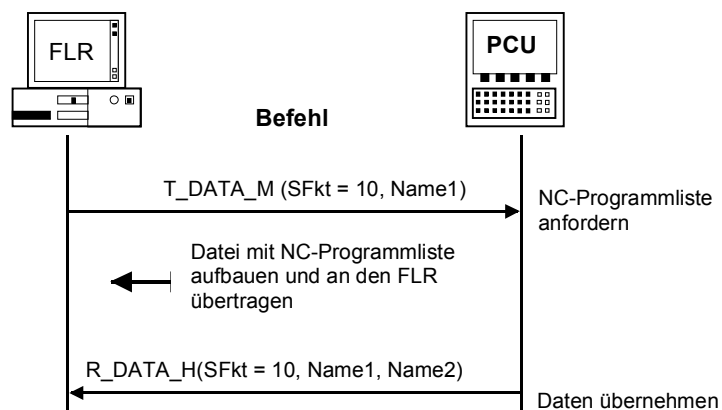 FLR
PCU
Befehl
T_DATA_M (SFkt = 10, Name1)
NC-Programmliste
anfordern
Datei mit NC-Programmliste
aufbauen und an den FLR
übertragen
R_DATA_H(SFkt = 10, Name1, Name2)
Daten übernehmen